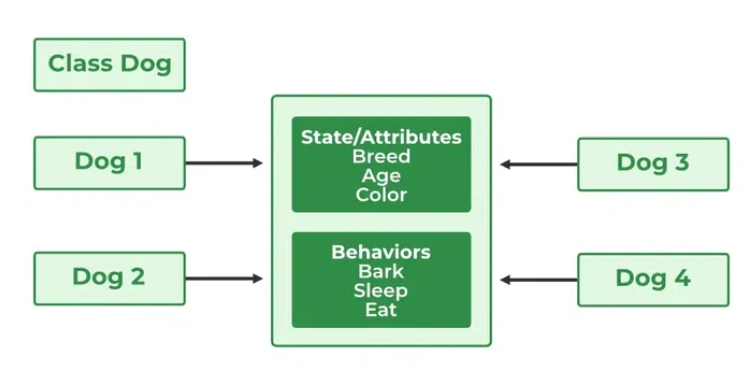 Class Dog
Dog 1
Dog 2
State/Attributes
Breed
Age
Color
Behaviors
Bark
Sleep
Eat
Dog 3
Dog 4